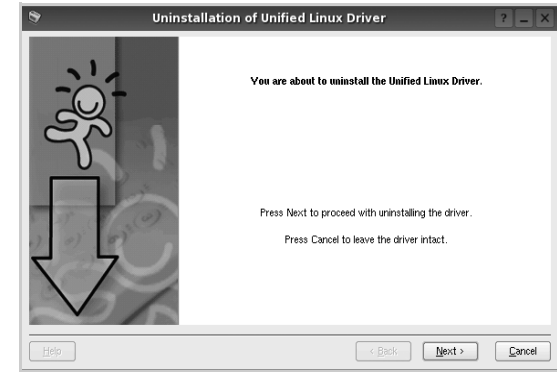 Uninstallation of Unified Linux Driver
You are about to uninstall the Unified Linux Driver.
Press Next to proceed with uninstalling the driver.
Press Cancel to leave the driver intact.
Help
< Back
Next >
Cancel